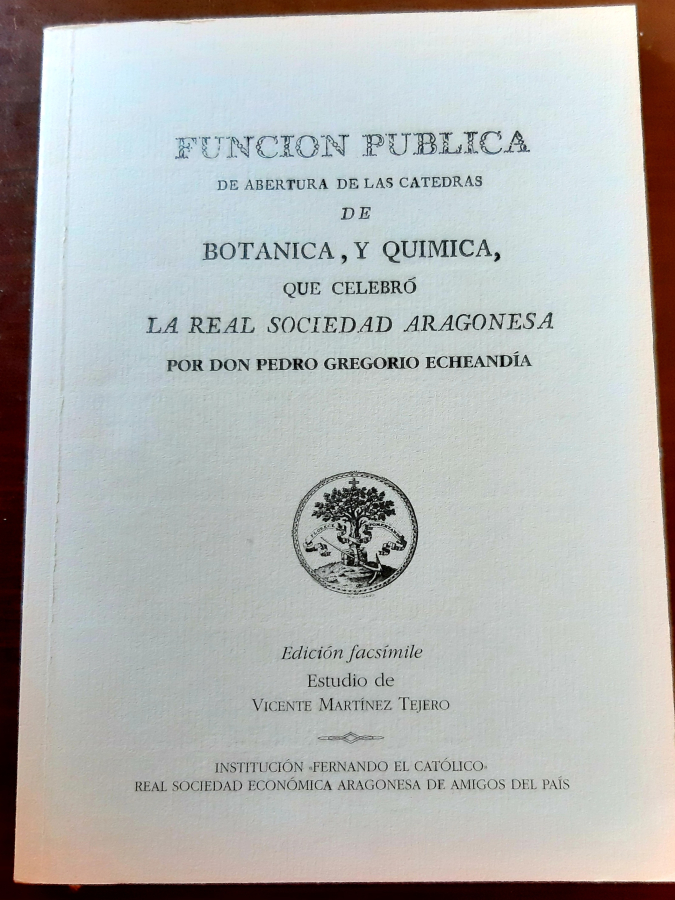 FUNCION PUBLICA
DE ABERTURA DE LAS CATEDRAS
DE
BOTANICA, Y QUIMICA,
QUE CELEBRÓ
LA REAL SOCIEDAD ARAGONESA
POR DON PEDRO GREGORIO ECHEANDÍA
FLORECE FRUCTIFICANDO
Edición facsímile
Estudio de
VICENTE MARTÍNEZ TEJERO
INSTITUCIÓN «FERNANDO EL CATÓLICO»
REAL SOCIEDAD ECONÓMICA ARAGONESA DE AMIGOS DEL PAÍS